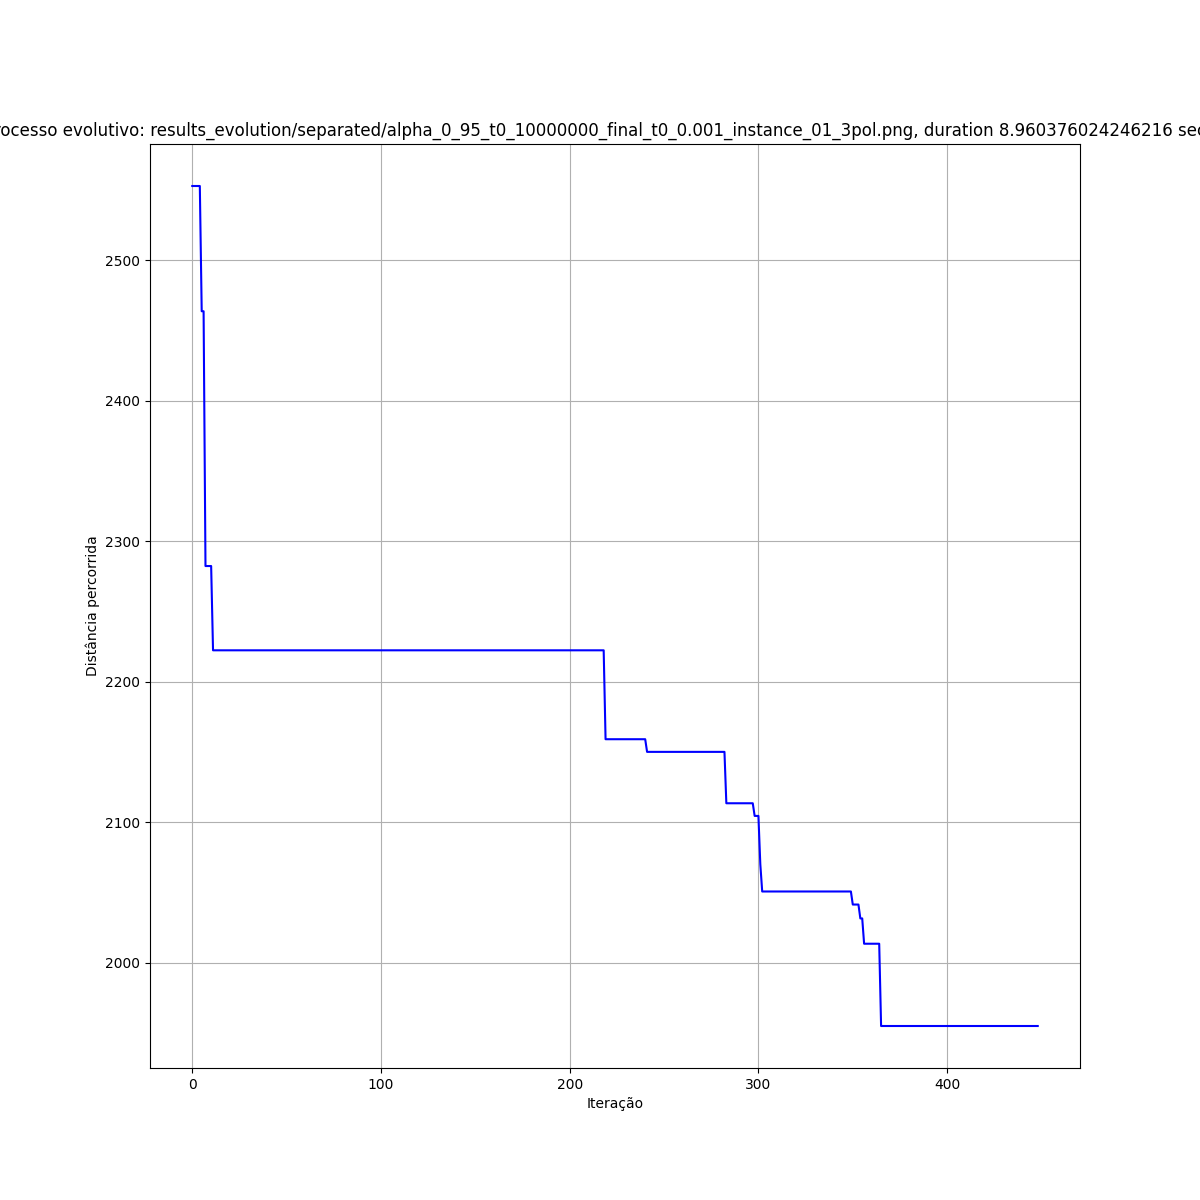 ocesso evolutivo: results_evolution/separated/alpha_0_95_t0_10000000_final_t0_0.001_instance_01_3pol.png, duration 8.960376024246216 sec
2500
2400
2300
2200
2100
2000
Distância percorrida
0 100 200 300 400
Iteração